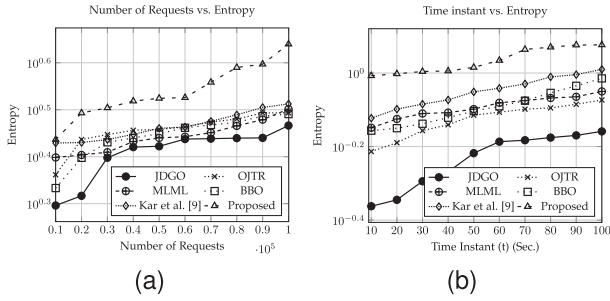 Number of Requests vs. Entropy
Entropy
10^0.6
10^0.5
10^0.4
10^0.3
JDGO OJTR
MLML BBO
Kar et al. [9] Proposed
0.1 0.2 0.3 0.4 0.5 0.6 0.7 0.8 0.9 1
Number of Requests ·10^5
(a)
Time instant vs. Entropy
Entropy
10^0
10^−0.2
10^−0.4
JDGO OJTR
MLML BBO
Kar et al. [9] Proposed
10 20 30 40 50 60 70 80 90 100
Time Instant (t) (Sec.)
(b)